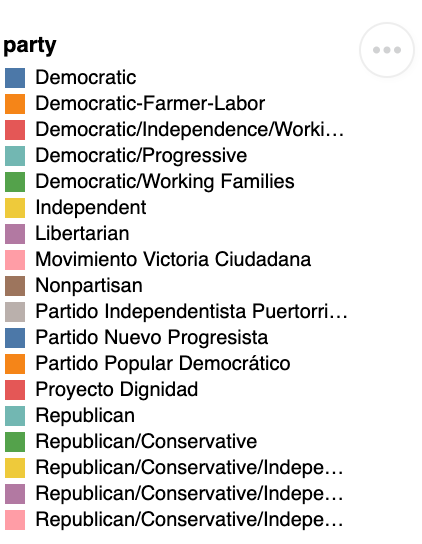 party
Democratic
Democratic-Farmer-Labor
Democratic/Independence/Worki…
Democratic/Progressive
Democratic/Working Families
Independent
Libertarian
Movimiento Victoria Ciudadana
Nonpartisan
Partido Independentista Puertorri…
Partido Nuevo Progresista
Partido Popular Democrático
Proyecto Dignidad
Republican
Republican/Conservative
Republican/Conservative/Indepe…
Republican/Conservative/Indepe…
Republican/Conservative/Indepe…